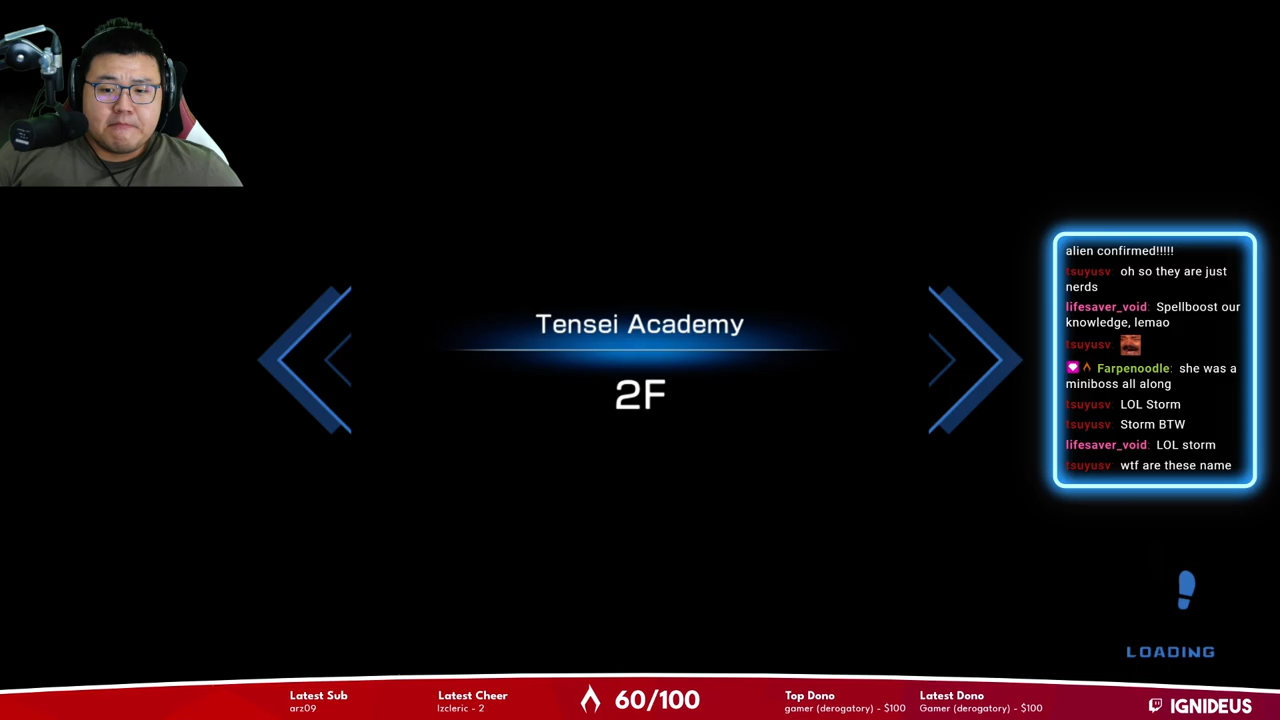 Tensei Academy
2F
alien confirmed!!!!!
tsuyusv: oh so they are just
nerds
lifesaver_void: Spellboost our
knowledge, lemao
tsuyusv:
Farpenoodle: she was a
miniboss all along
tsuyusv: LOL Storm
tsuyusv: Storm BTW
lifesaver_void: LOL storm
tsuyusv: wtf are these name
LOADING
Latest Sub
arz09
Latest Cheer
lzcleric - 2
60/100
Top Dono
gamer (derogatory) - $100
Latest Dono
Gamer (derogatory) - $100
IGNIDEUS